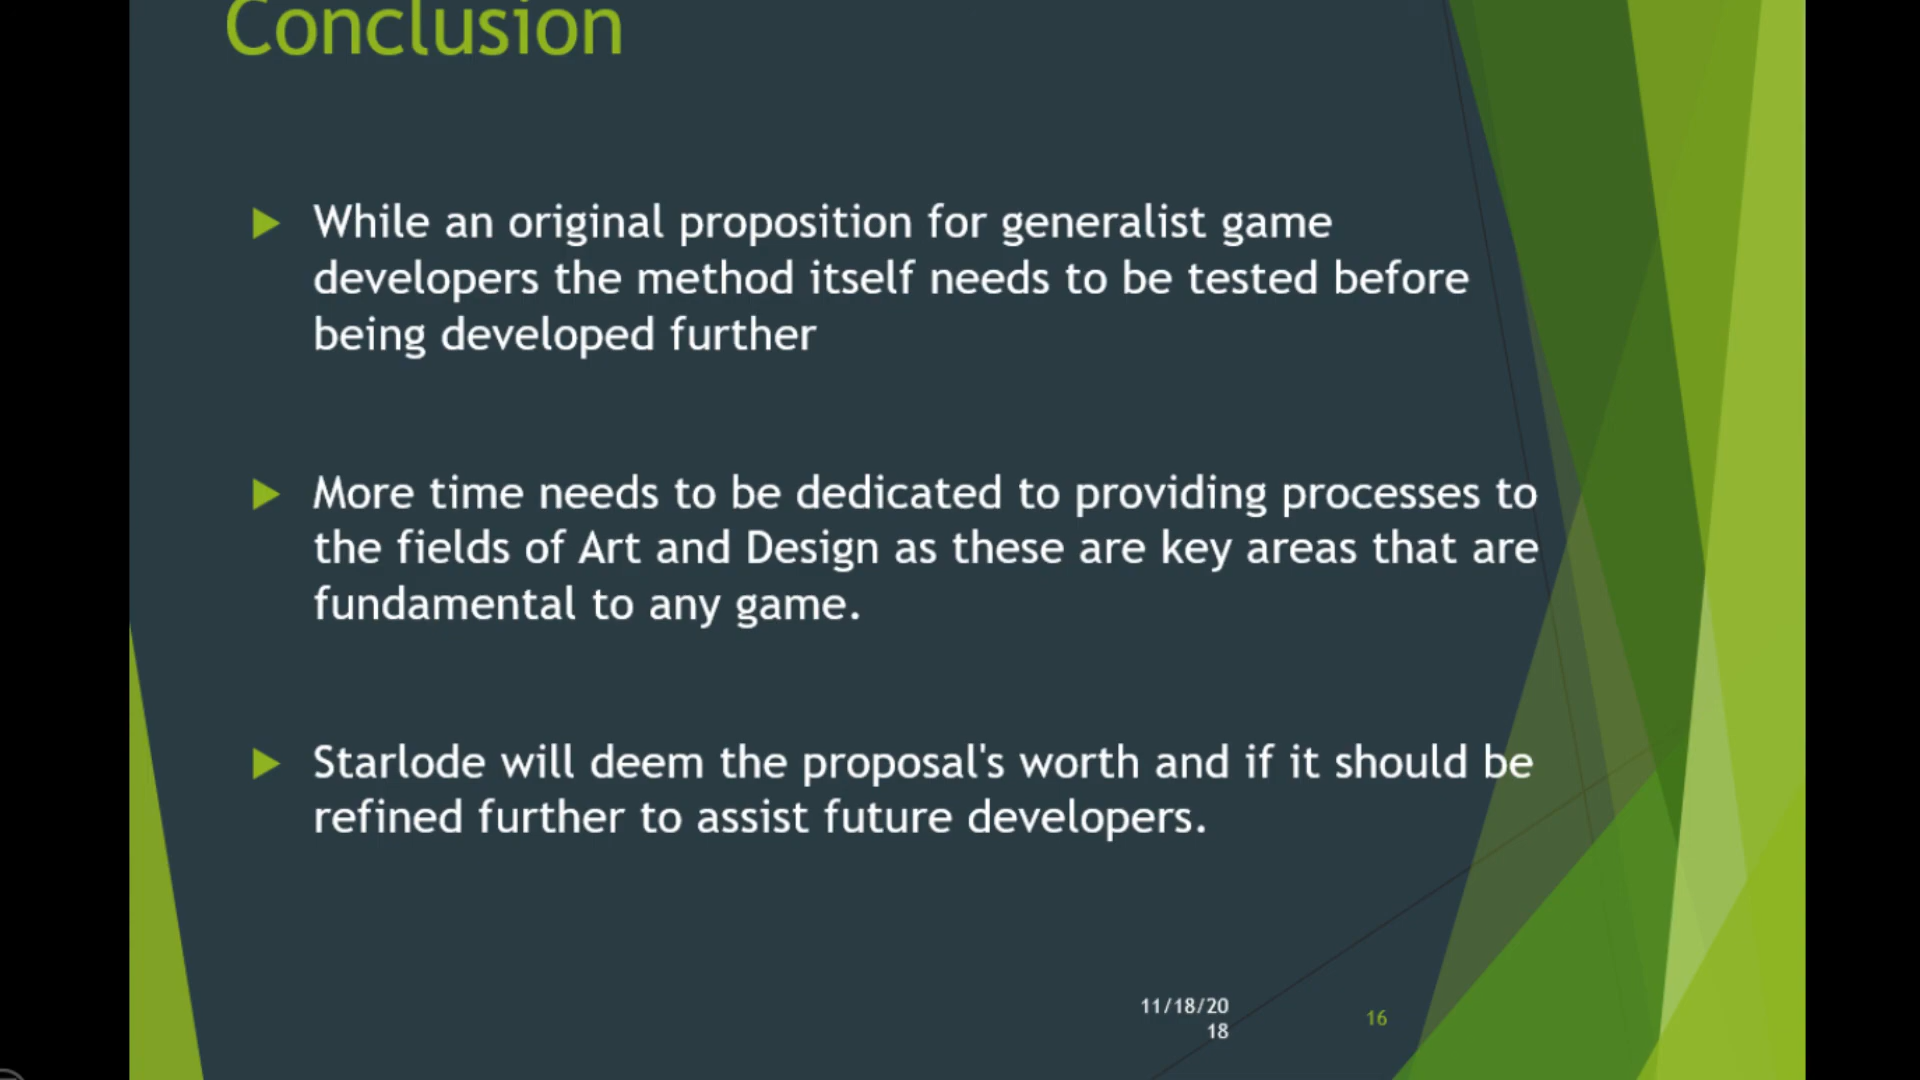 Conclusion
While an original proposition for generalist game
developers the method itself needs to be tested before
being developed further
More time needs to be dedicated to providing processes to
the fields of Art and Design as these are key areas that are
fundamental to any game.
Starlode will deem the proposal's worth and if it should be
refined further to assist future developers.
11/18/20
18
16